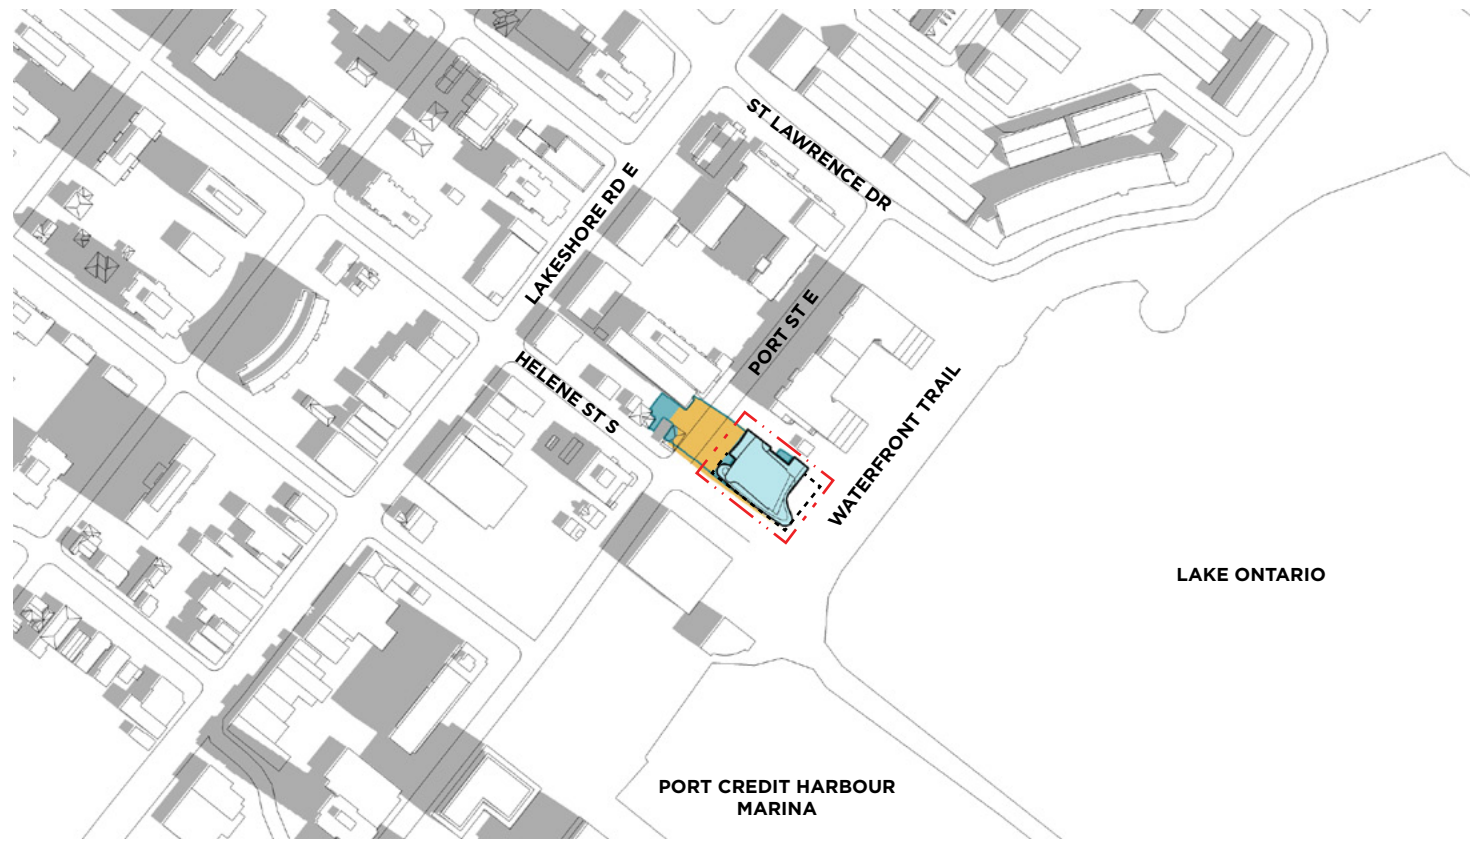 ST LAWRENCE DR
LAKESHORE RD E
PORT ST E
HELENE ST S
WATERFRONT TRAIL
LAKE ONTARIO
PORT CREDIT HARBOUR
MARINA